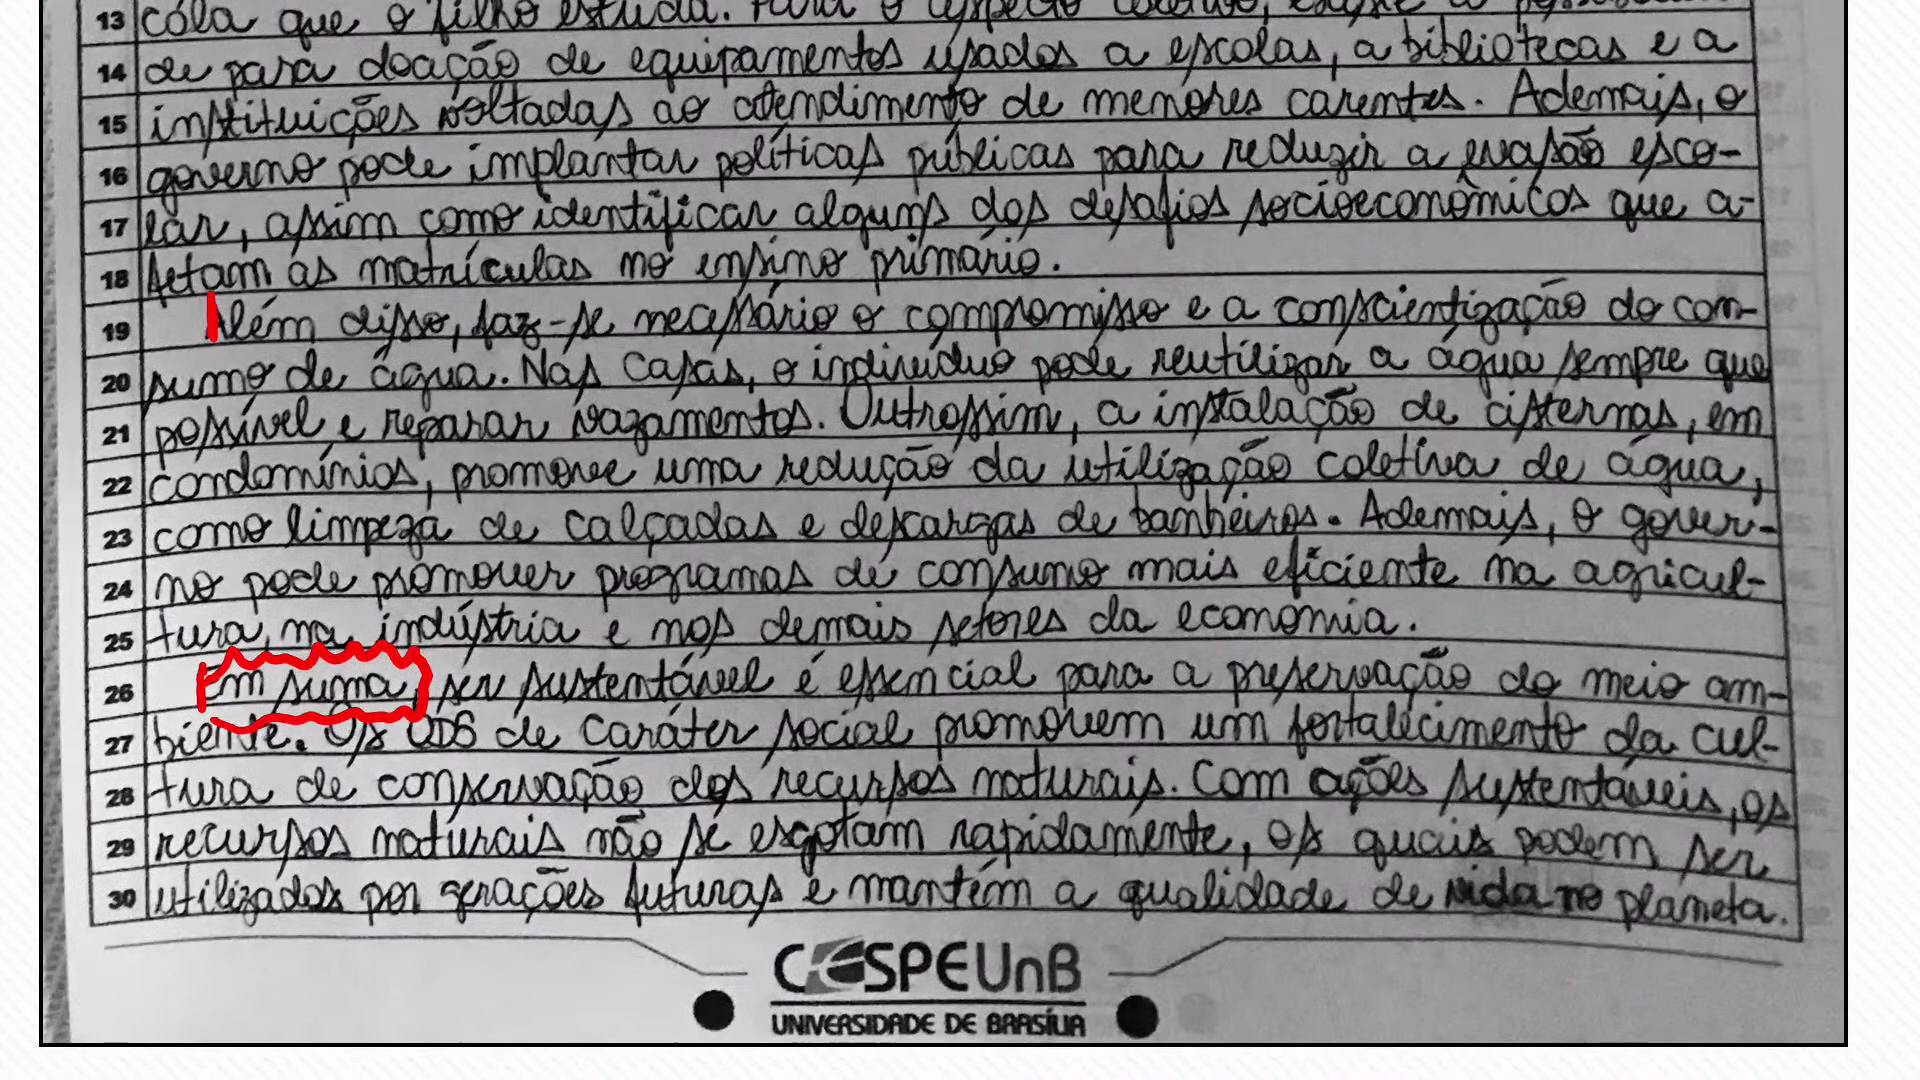 13 cola que o filho estuda. Para o aspecto coletivo, existe a possibilida-
14 de para doação de equipamentos usados a escolas, a bibliotecas e a
15 instituições voltadas ao atendimento de menores carentes. Ademais, o
16 governo pode implantar políticas públicas para reduzir a evasão esco-
17 lar, assim como identificar alguns dos desafios socioeconômicos que a-
18 fetam as matrículas no ensino primário.
19 Além disso, faz-se necessário o compromisso e a conscientização do con-
20 sumo de água. Nas casas, o indivíduo pode reutilizar a água sempre que
21 possível e reparar vazamentos. Outrossim, a instalação de cisternas, em
22 condomínios, promove uma redução da utilização coletiva de água,
23 como limpeza de calçadas e descargas de banheiros. Ademais, o gover-
24 no pode promover programas de consumo mais eficiente na agricul-
25 tura, na indústria e nos demais setores da economia.
26 Em suma, ser sustentável é essencial para a preservação do meio am-
27 biente. Os ODS de caráter social promovem um fortalecimento da cul-
28 tura de conservação dos recursos naturais. Com ações sustentáveis, os
29 recursos naturais não se esgotam rapidamente, os quais podem ser
30 utilizados por gerações futuras e mantém a qualidade de vida no planeta.
CESPEUnB
UNIVERSIDADE DE BRASÍLIA